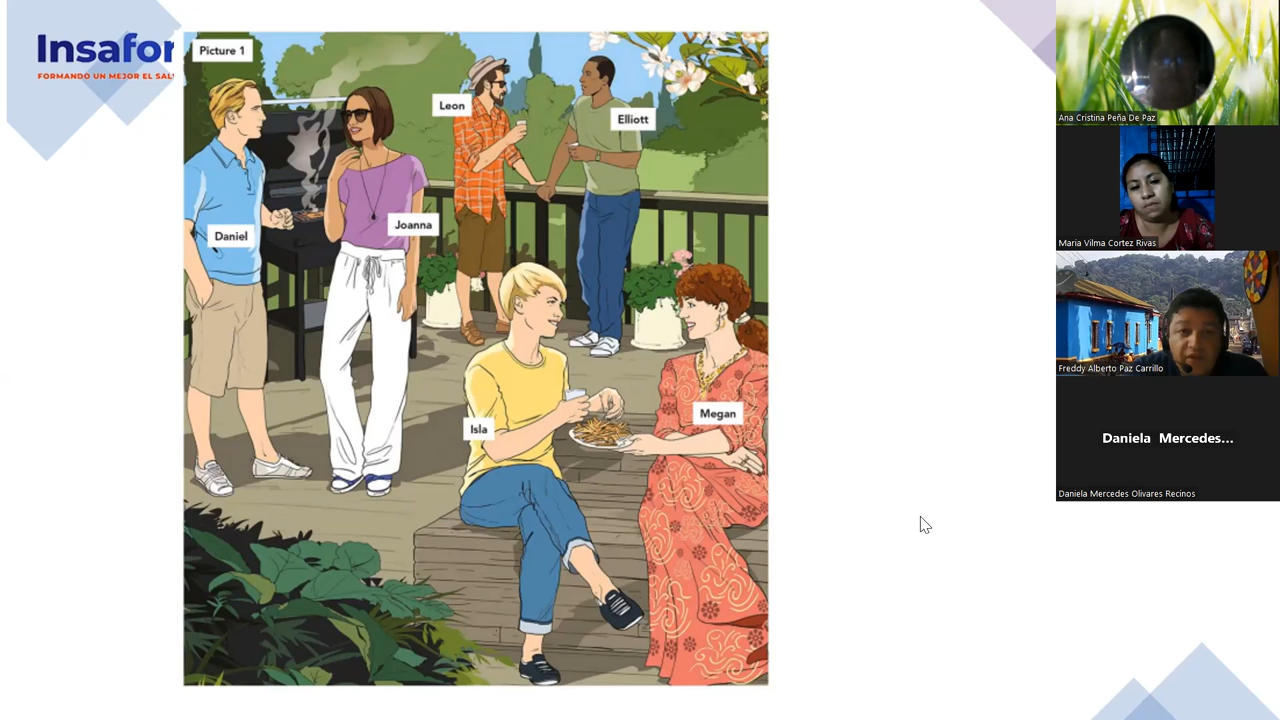 Insafor
FORMANDO UN MEJOR EL SAL
Picture 1
Leon
Elliott
Daniel
Joanna
Isla
Megan
Ana Cristina Peña De Paz
Maria Vilma Cortez Rivas
Freddy Alberto Paz Carrillo
Daniela Mercedes...
Daniela Mercedes Olivares Recinos